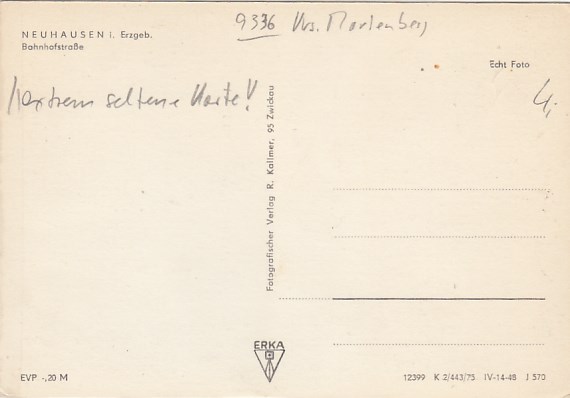 9336 Krs. Marienberg
NEUHAUSEN i. Erzgeb.
Bahnhofstraße
Echt Foto
extrem seltene Karte!
4,-
Fotografischer Verlag R. Kallmer, 95 Zwickau
ERKA
EVP -,20 M
12399 K 2/443/75 IV-14-48 J 570